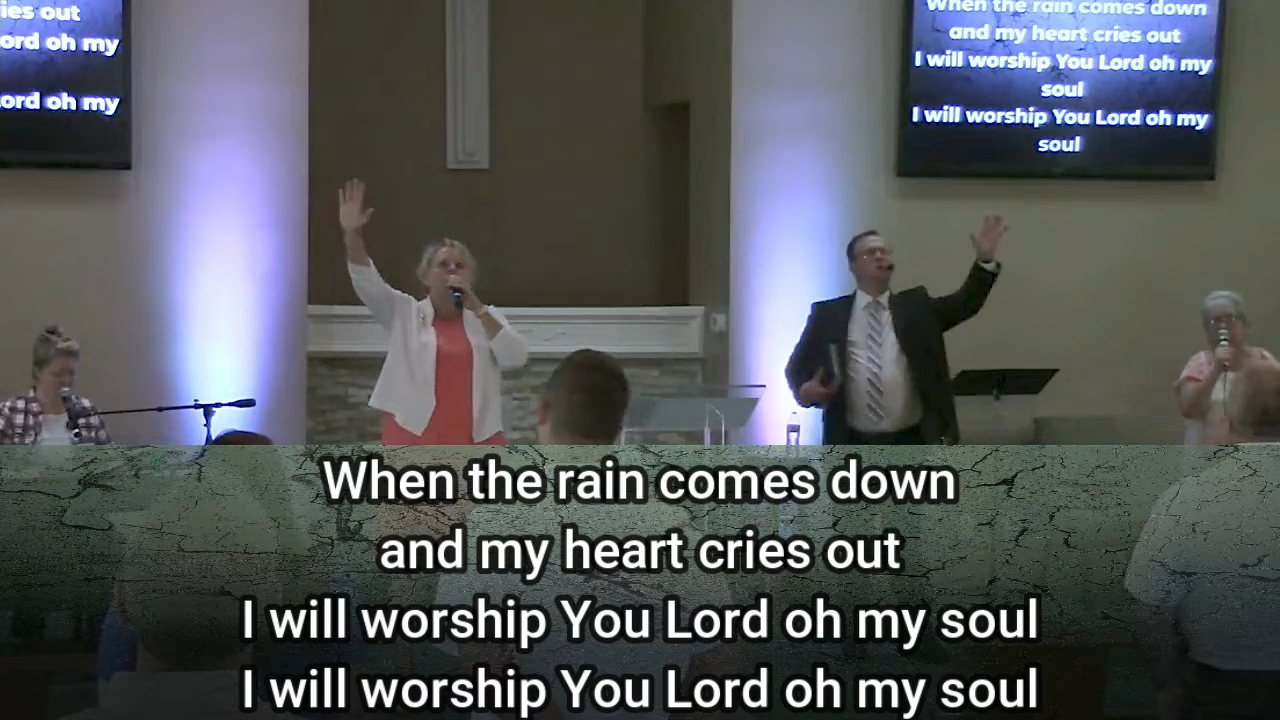 ies out
ord oh my
ord oh my
When the rain comes down
and my heart cries out
I will worship You Lord oh my
soul
I will worship You Lord oh my
soul
When the rain comes down
and my heart cries out
I will worship You Lord oh my soul
I will worship You Lord oh my soul